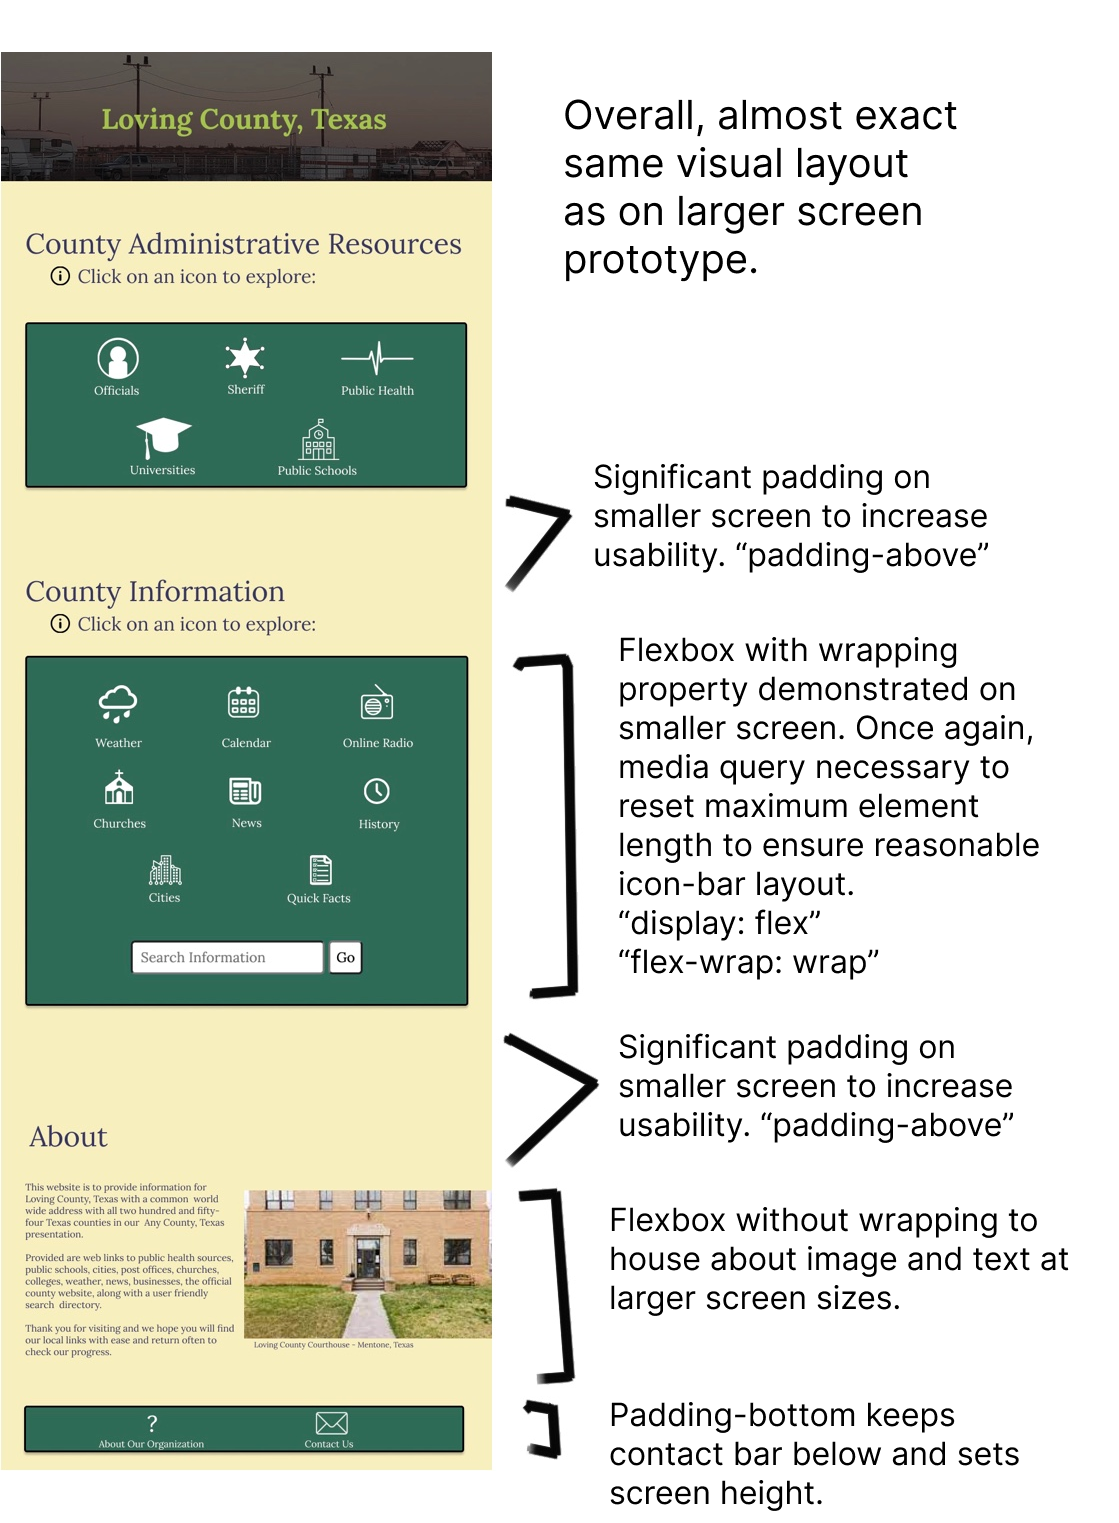 Loving County, Texas
Overall, almost exact
same visual layout
as on larger screen
prototype.
County Administrative Resources
Click on an icon to explore:
Officials
Sheriff
Public Health
Universities
Public Schools
Significant padding on
smaller screen to increase
usability. “padding-above”
County Information
Click on an icon to explore:
Weather
Calendar
Online Radio
Churches
News
History
Cities
Quick Facts
Search Information
Go
Flexbox with wrapping
property demonstrated on
smaller screen. Once again,
media query necessary to
reset maximum element
length to ensure reasonable
icon-bar layout.
“display: flex”
“flex-wrap: wrap”
Significant padding on
smaller screen to increase
usability. “padding-above”
About
This website is to provide information for
Loving County, Texas with a common world
wide address with all two hundred and fifty-
four Texas counties in our Any County, Texas
presentation.
Provided are web links to public health sources,
public schools, cities, post offices, churches,
colleges, weather, news, businesses, the official
county website, along with a user friendly
search directory.
Thank you for visiting and we hope you will find
our local links with ease and return often to
check our progress.
Loving County Courthouse - Mentone, Texas
Flexbox without wrapping to
house about image and text at
larger screen sizes.
?
About Our Organization
Contact Us
Padding-bottom keeps
contact bar below and sets
screen height.